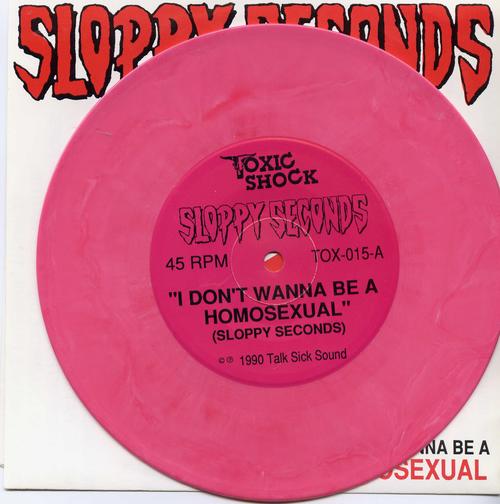 SLOPPY SECONDS
TOXIC
SHOCK
SLOPPY SECONDS
45 RPM TOX-015-A
"I DON'T WANNA BE A
HOMOSEXUAL"
(SLOPPY SECONDS)
©℗ 1990 Talk Sick Sound
NNA BE A
OSEXUAL